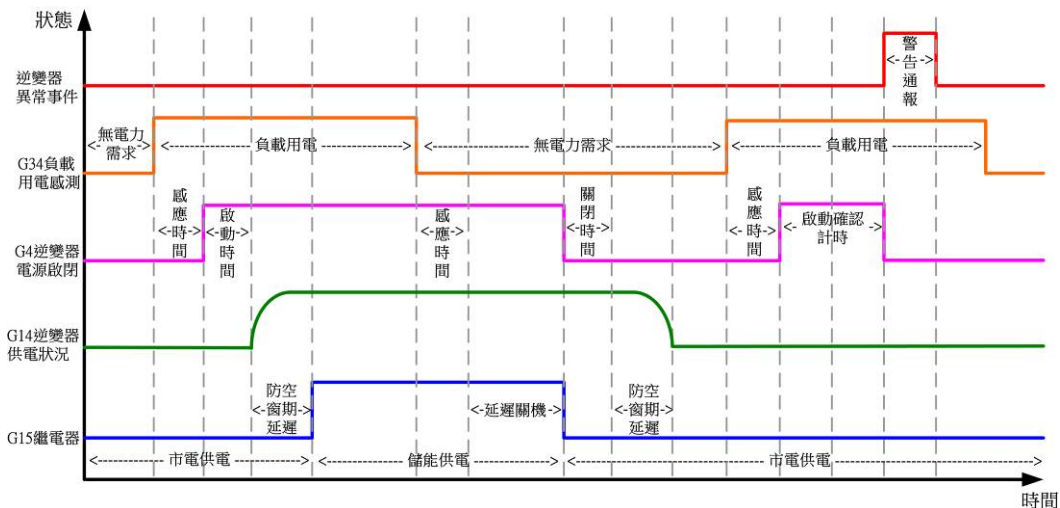 狀態
逆變器
異常事件
警告通報
無電力
需求
負載用電
無電力需求
負載用電
G34負載
用電感測
感應時間
啟動時間
感應時間
關閉時間
感應時間
啟動確認
計時
G4逆變器
電源啟閉
G14逆變器
供電狀況
防空
窗期
延遲
延遲關機
防空
窗期
延遲
G15繼電器
市電供電
儲能供電
市電供電
時間